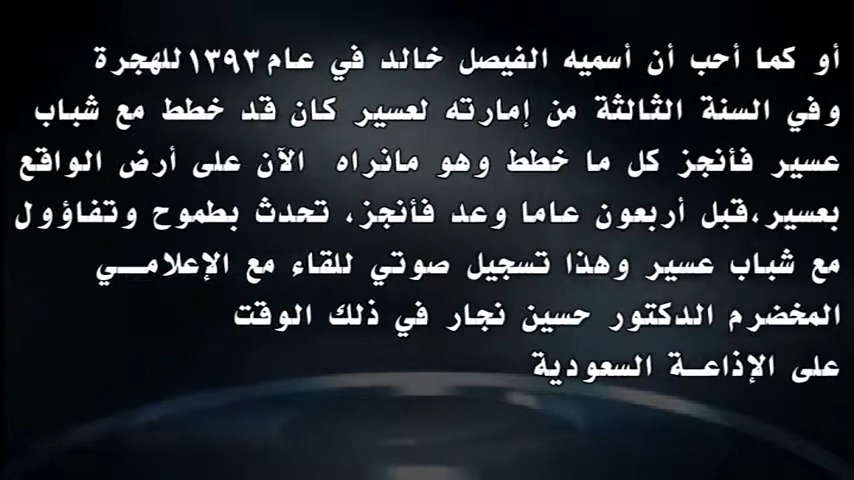 أو كما أحب أن أسميه الفيصل خالد في عام ١٣٩٣ للهجرة
وفي السنة الثالثة من إمارته لعسير كان قد خطط مع شباب
عسير فأنجز كل ما خطط وهو مانراه الآن على أرض الواقع
بعسير،قبل أربعون عاما وعد فأنجز، تحدث بطموح وتفاؤول
مع شباب عسير وهذا تسجيل صوتي للقاء مع الإعلامـــي
المخضرم الدكتور حسين نجار في ذلك الوقت
على الإذاعـة السعودية